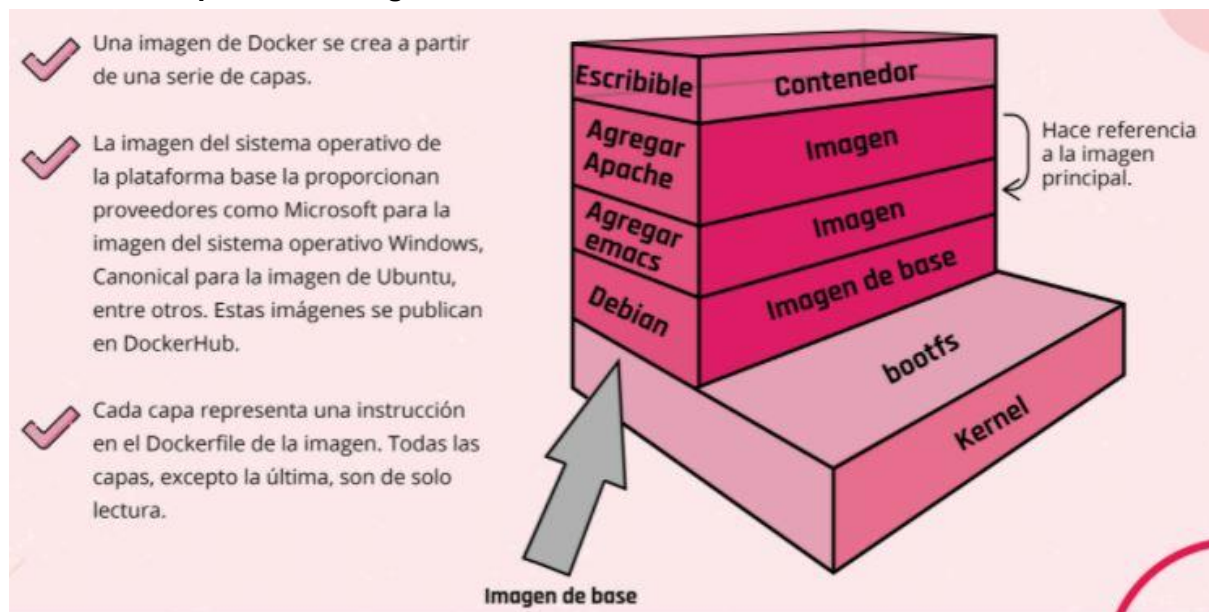 Una imagen de Docker se crea a partir
de una serie de capas.
La imagen del sistema operativo de
la plataforma base la proporcionan
proveedores como Microsoft para la
imagen del sistema operativo Windows,
Canonical para la imagen de Ubuntu,
entre otros. Estas imágenes se publican
en DockerHub.
Cada capa representa una instrucción
en el Dockerfile de la imagen. Todas las
capas, excepto la última, son de solo
lectura.
Escribible
Contenedor
Agregar
Apache
Imagen
Agregar
emacs
Imagen
Debian
Imagen de base
bootfs
Kernel
Hace referencia
a la imagen
principal.
Imagen de base